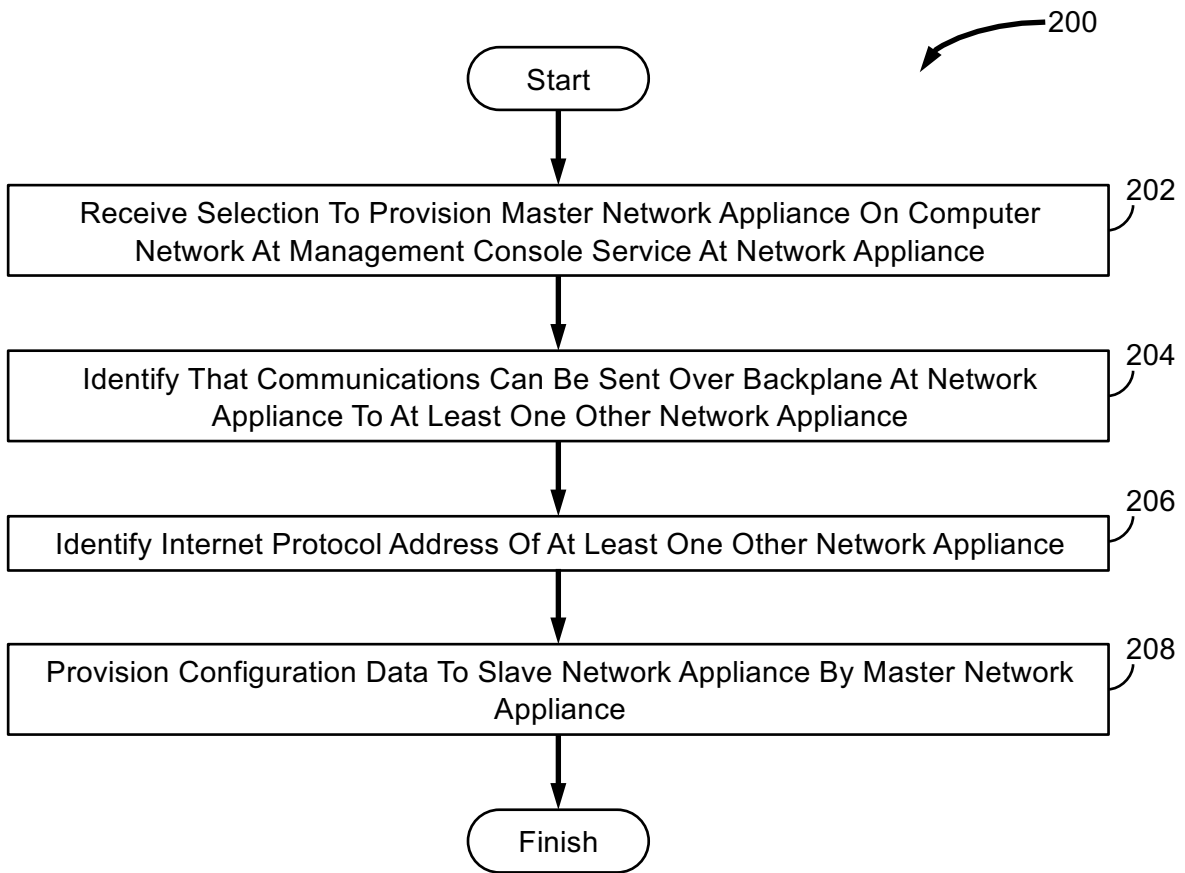 200
Start
202
Receive Selection To Provision Master Network Appliance On Computer
Network At Management Console Service At Network Appliance
204
Identify That Communications Can Be Sent Over Backplane At Network
Appliance To At Least One Other Network Appliance
206
Identify Internet Protocol Address Of At Least One Other Network Appliance
208
Provision Configuration Data To Slave Network Appliance By Master Network
Appliance
Finish